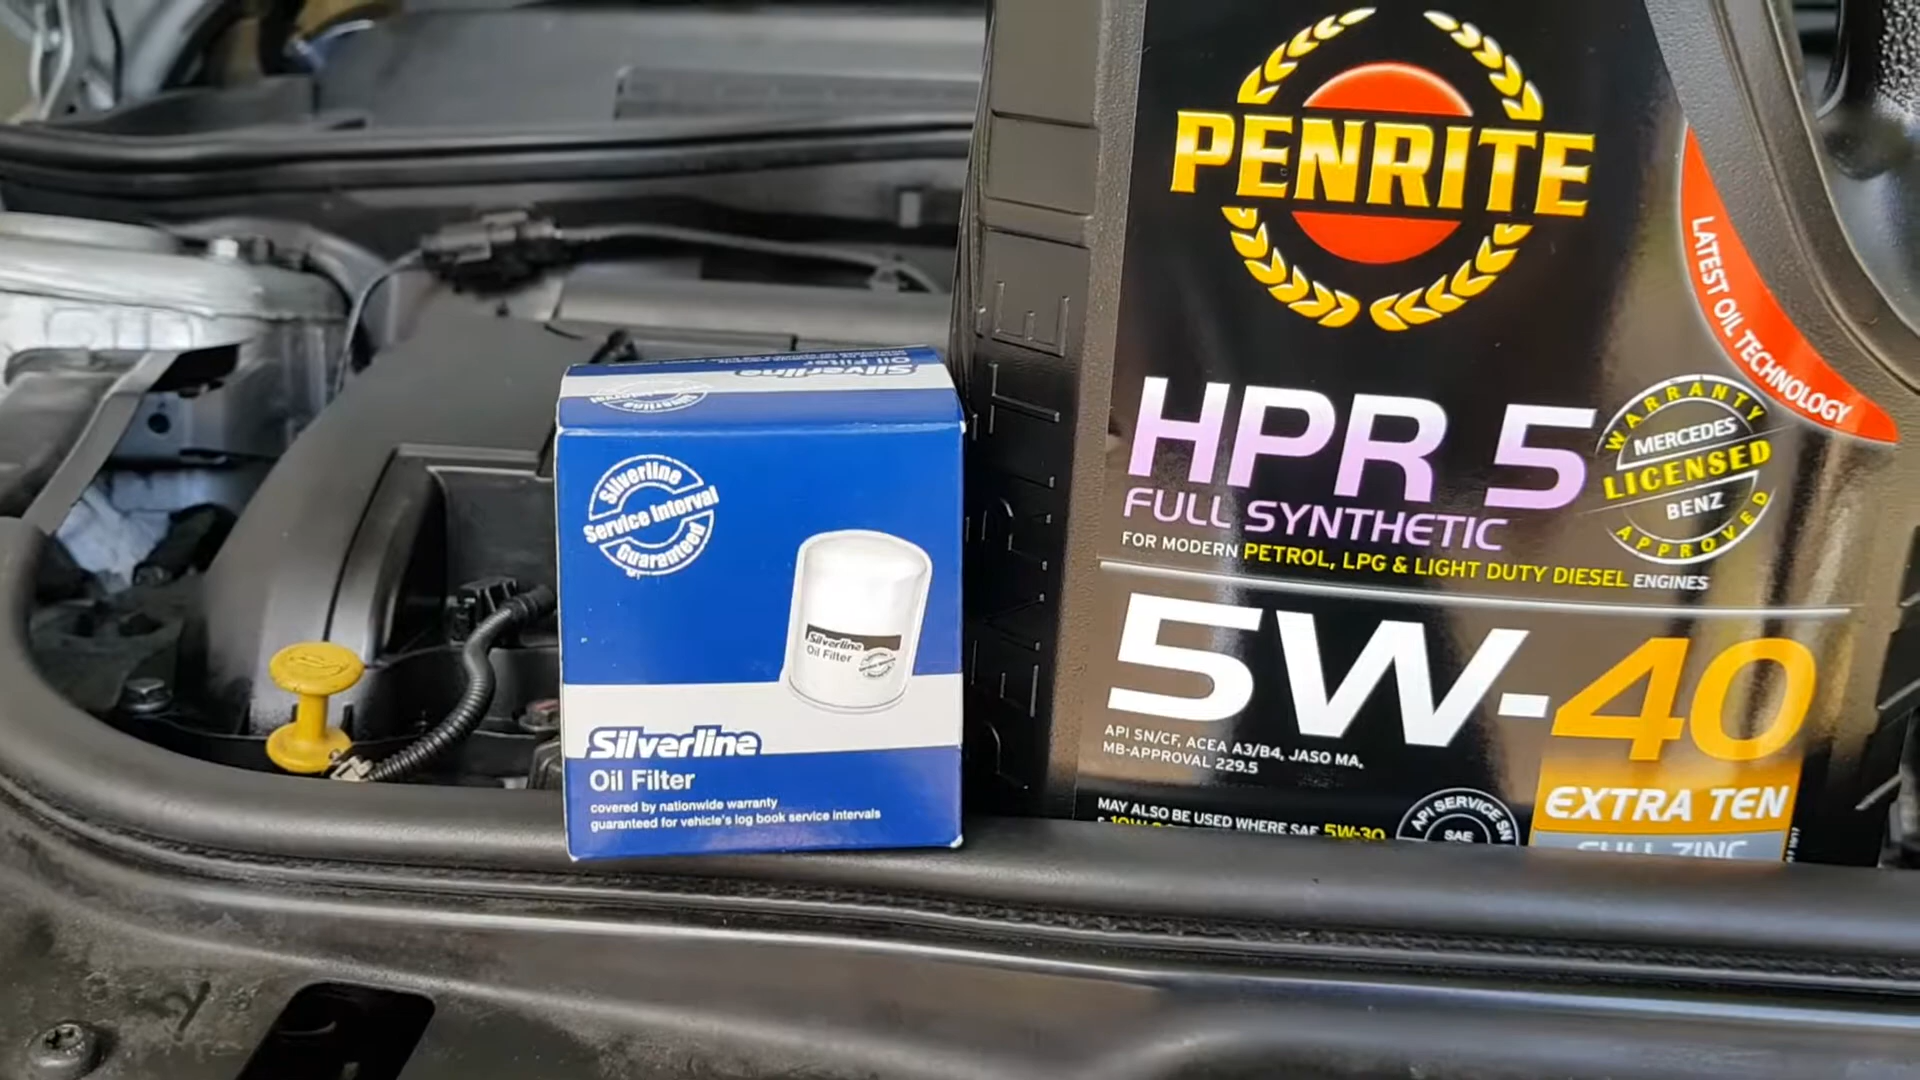 Silverline
Oil Filter
Silverline
Service Interval
Guaranteed
Silverline
Oil Filter
Silverline
Oil Filter
covered by nationwide warranty
guaranteed for vehicle's log book service intervals
PENRITE
LATEST OIL TECHNOLOGY
HPR 5
FULL SYNTHETIC
WARRANTY
MERCEDES
LICENSED
BENZ
APPROVED
FOR MODERN PETROL, LPG & LIGHT DUTY DIESEL ENGINES
5W-40
API SN/CF, ACEA A3/B4, JASO MA,
MB-APPROVAL 229.5
EXTRA TEN
MAY ALSO BE USED WHERE SAE 5W-30
API SERVICE SN
SAE
FULL ZINC